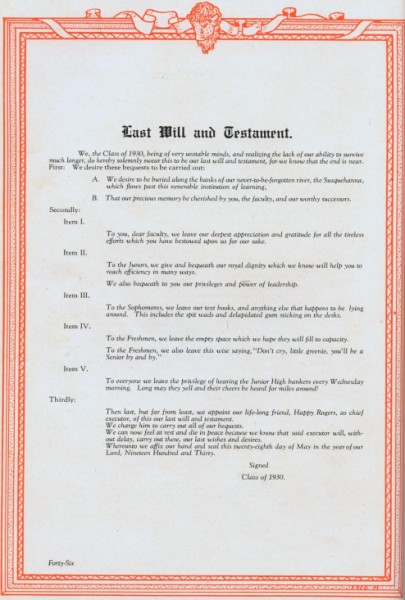 Last Will and Testament.
We, the Class of 1930, being of very unstable minds, and realizing the lack of our ability to survive
much longer, do hereby solemnly swear this to be our last will and testament, for we know that the end is near.
First: We desire these bequests to be carried out:
A. We desire to be buried along the banks of our never-to-be-forgotten river, the Susquehanna,
which flows past this venerable institution of learning,
B. That our precious memory be cherished by you, the faculty, and our worthy successors.
Secondly:
Item I.
To you, dear faculty, we leave our deepest appreciation and gratitude for all the tireless
efforts which you have bestowed upon us for our sake.
Item II.
To the Juniors, we give and bequeath our royal dignity which we know will help you to
reach efficiency in many ways.
We also bequeath to you our privileges and power of leadership.
Item III.
To the Sophomores, we leave our text books, and anything else that happens to be lying
around. This includes the spit wads and delapidated gum sticking on the desks.
Item IV.
To the Freshmen, we leave the empty space which we hope they will fill to capacity.
To the Freshmen, we also leave this wise saying, "Don't cry, little greenie, you'll be a
Senior by and by."
Item V.
To everyone we leave the privilege of hearing the Junior High bankers every Wednesday
morning. Long may they yell and their cheers be heard for miles around!
Thirdly:
Then last, but far from least, we appoint our life-long friend, Happy Rogers, as chief
executor, of this our last will and testament.
We charge him to carry out all of our bequests.
We can now feel at rest and die in peace because we know that said executor will, with-
out delay, carry out these, our last wishes and desires.
Whereunto we affix our hand and seal this twenty-eighth day of May in the year of our
Lord, Nineteen Hundred and Thirty.
Signed
Class of 1930.
Forty-Six